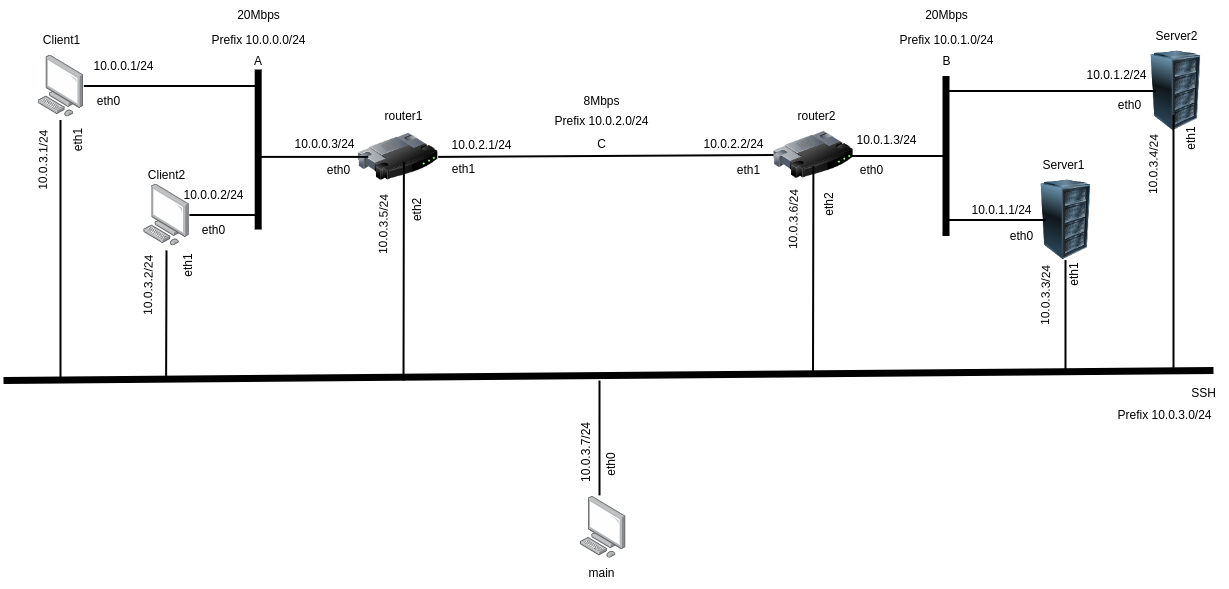 20Mbps
Prefix 10.0.0.0/24
A
Client1
10.0.0.1/24
eth0
10.0.3.1/24
eth1
Client2
10.0.0.2/24
eth0
10.0.3.2/24
eth1
router1
10.0.0.3/24
eth0
10.0.2.1/24
eth1
10.0.3.5/24
eth2
8Mbps
Prefix 10.0.2.0/24
C
router2
10.0.2.2/24
eth1
10.0.1.3/24
eth0
10.0.3.6/24
eth2
20Mbps
Prefix 10.0.1.0/24
B
Server2
10.0.1.2/24
eth0
10.0.3.4/24
eth1
Server1
10.0.1.1/24
eth0
10.0.3.3/24
eth1
SSH
Prefix 10.0.3.0/24
10.0.3.7/24
eth0
main